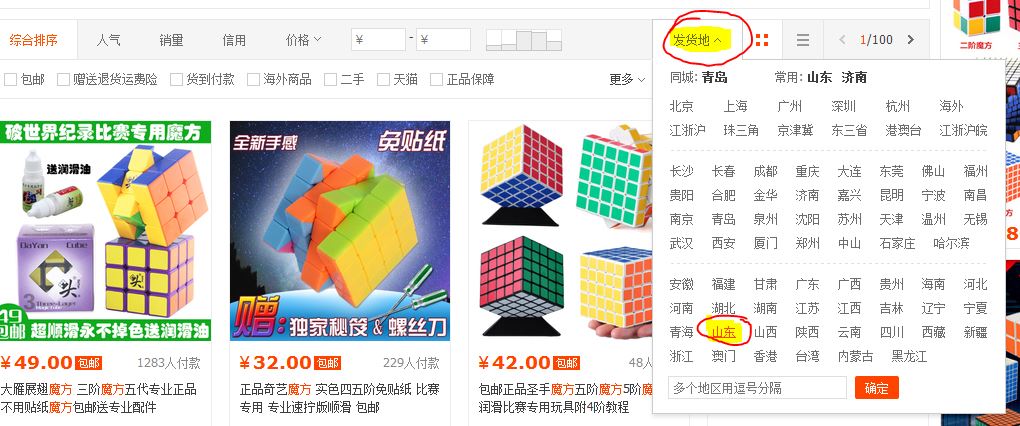 综合排序 人气 销量 信用 价格 ¥ - ¥ 发货地 1/100
包邮 赠送退货运费险 货到付款 海外商品 二手 天猫 正品保障 更多
同城: 青岛 常用: 山东 济南
北京 上海 广州 深圳 杭州 海外
江浙沪 珠三角 京津冀 东三省 港澳台 江浙沪皖
长沙 长春 成都 重庆 大连 东莞 佛山 福州
贵阳 合肥 金华 济南 嘉兴 昆明 宁波 南昌
南京 青岛 泉州 沈阳 苏州 天津 温州 无锡
武汉 西安 厦门 郑州 中山 石家庄 哈尔滨
安徽 福建 甘肃 广东 广西 贵州 海南 河北
河南 湖北 湖南 江苏 江西 吉林 辽宁 宁夏
青海 山东 山西 陕西 云南 四川 西藏 新疆
浙江 澳门 香港 台湾 内蒙古 黑龙江
多个地区用逗号分隔 确定
破世界纪录比赛专用魔方
送润滑油
DaYan Cube
3
Three-Layer
49
包邮
超顺滑永不掉色送润滑油
¥49.00 包邮 1283人付款
大雁展翅魔方 三阶魔方五代专业正品
不用贴纸魔方包邮送专业配件
全新手感 免贴纸
赠:独家秘笈&螺丝刀
¥32.00 包邮 229人付款
正品奇艺魔方 实色四五阶免贴纸 比赛
专用 专业速拧版顺滑 包邮
¥42.00 包邮 48人
包邮正品圣手魔方五阶魔方5阶
润滑比赛专用玩具附4阶教程
二阶魔方 三
8